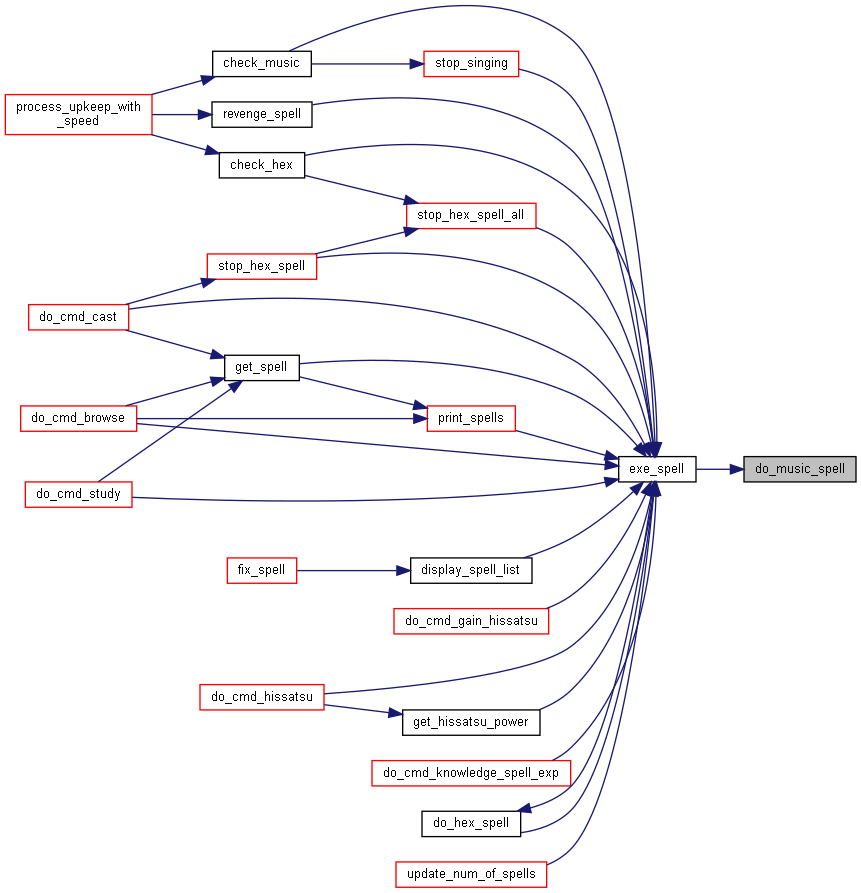 check_music
stop_singing
process_upkeep_with
_speed
revenge_spell
check_hex
stop_hex_spell_all
stop_hex_spell
do_cmd_cast
get_spell
do_cmd_browse
print_spells
exe_spell
do_music_spell
do_cmd_study
fix_spell
display_spell_list
do_cmd_gain_hissatsu
do_cmd_hissatsu
get_hissatsu_power
do_cmd_knowledge_spell_exp
do_hex_spell
update_num_of_spells